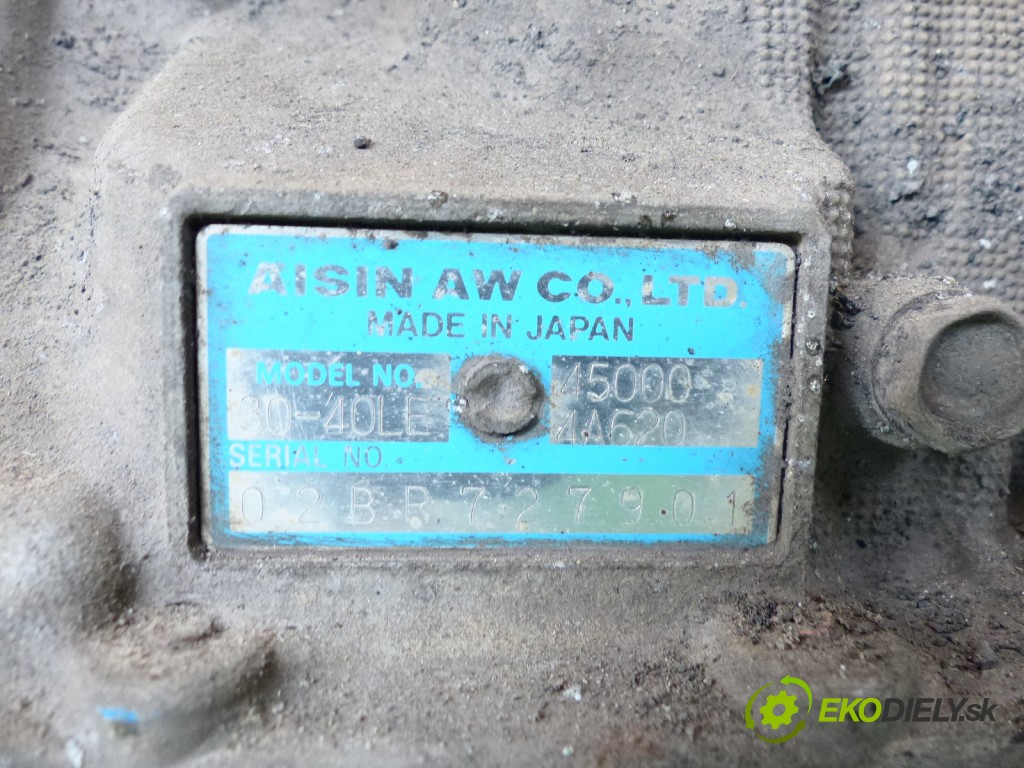 AISIN AW CO., LTD.
MADE IN JAPAN
MODEL NO. 45000
30-40LE 4A620
SERIAL NO.
02BR727901
EKODIELY.sk